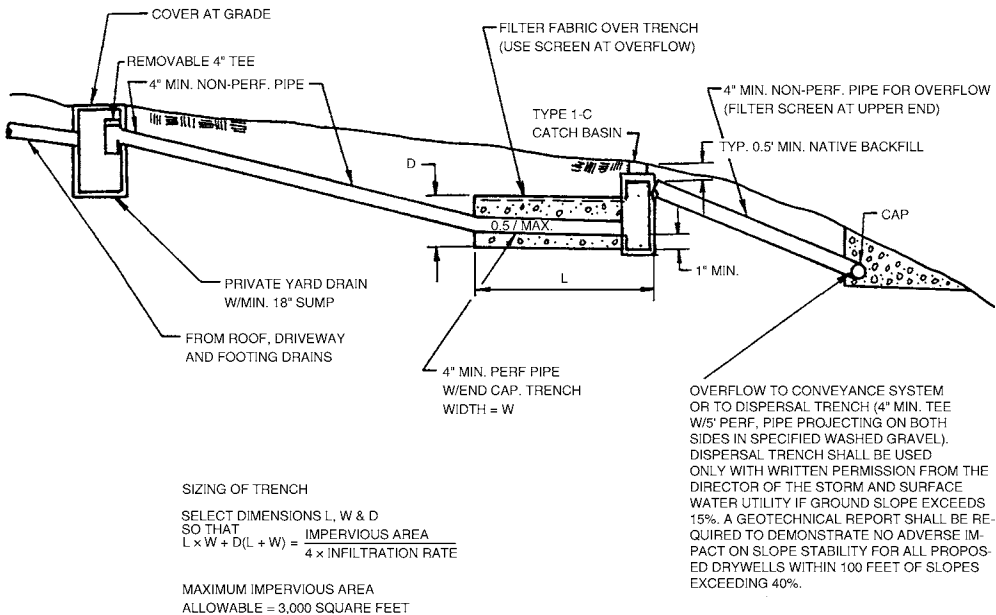 COVER AT GRADE
REMOVABLE 4" TEE
4" MIN. NON-PERF. PIPE
FILTER FABRIC OVER TRENCH
(USE SCREEN AT OVERFLOW)
TYPE 1-C
CATCH BASIN
4" MIN. NON-PERF. PIPE FOR OVERFLOW
(FILTER SCREEN AT UPPER END)
TYP. 0.5' MIN. NATIVE BACKFILL
D
CAP
0.5 / MAX.
1" MIN.
L
PRIVATE YARD DRAIN
W/MIN. 18" SUMP
FROM ROOF, DRIVEWAY
AND FOOTING DRAINS
4" MIN. PERF PIPE
W/END CAP. TRENCH
WIDTH = W
OVERFLOW TO CONVEYANCE SYSTEM
OR TO DISPERSAL TRENCH (4" MIN. TEE
W/5' PERF, PIPE PROJECTING ON BOTH
SIDES IN SPECIFIED WASHED GRAVEL).
DISPERSAL TRENCH SHALL BE USED
ONLY WITH WRITTEN PERMISSION FROM THE
DIRECTOR OF THE STORM AND SURFACE
WATER UTILITY IF GROUND SLOPE EXCEEDS
15%. A GEOTECHNICAL REPORT SHALL BE RE-
QUIRED TO DEMONSTRATE NO ADVERSE IM-
PACT ON SLOPE STABILITY FOR ALL PROPOS-
ED DRYWELLS WITHIN 100 FEET OF SLOPES
EXCEEDING 40%.
SIZING OF TRENCH
SELECT DIMENSIONS L, W & D
SO THAT
L × W + D(L + W) = IMPERVIOUS AREA
4 × INFILTRATION RATE
MAXIMUM IMPERVIOUS AREA
ALLOWABLE = 3,000 SQUARE FEET